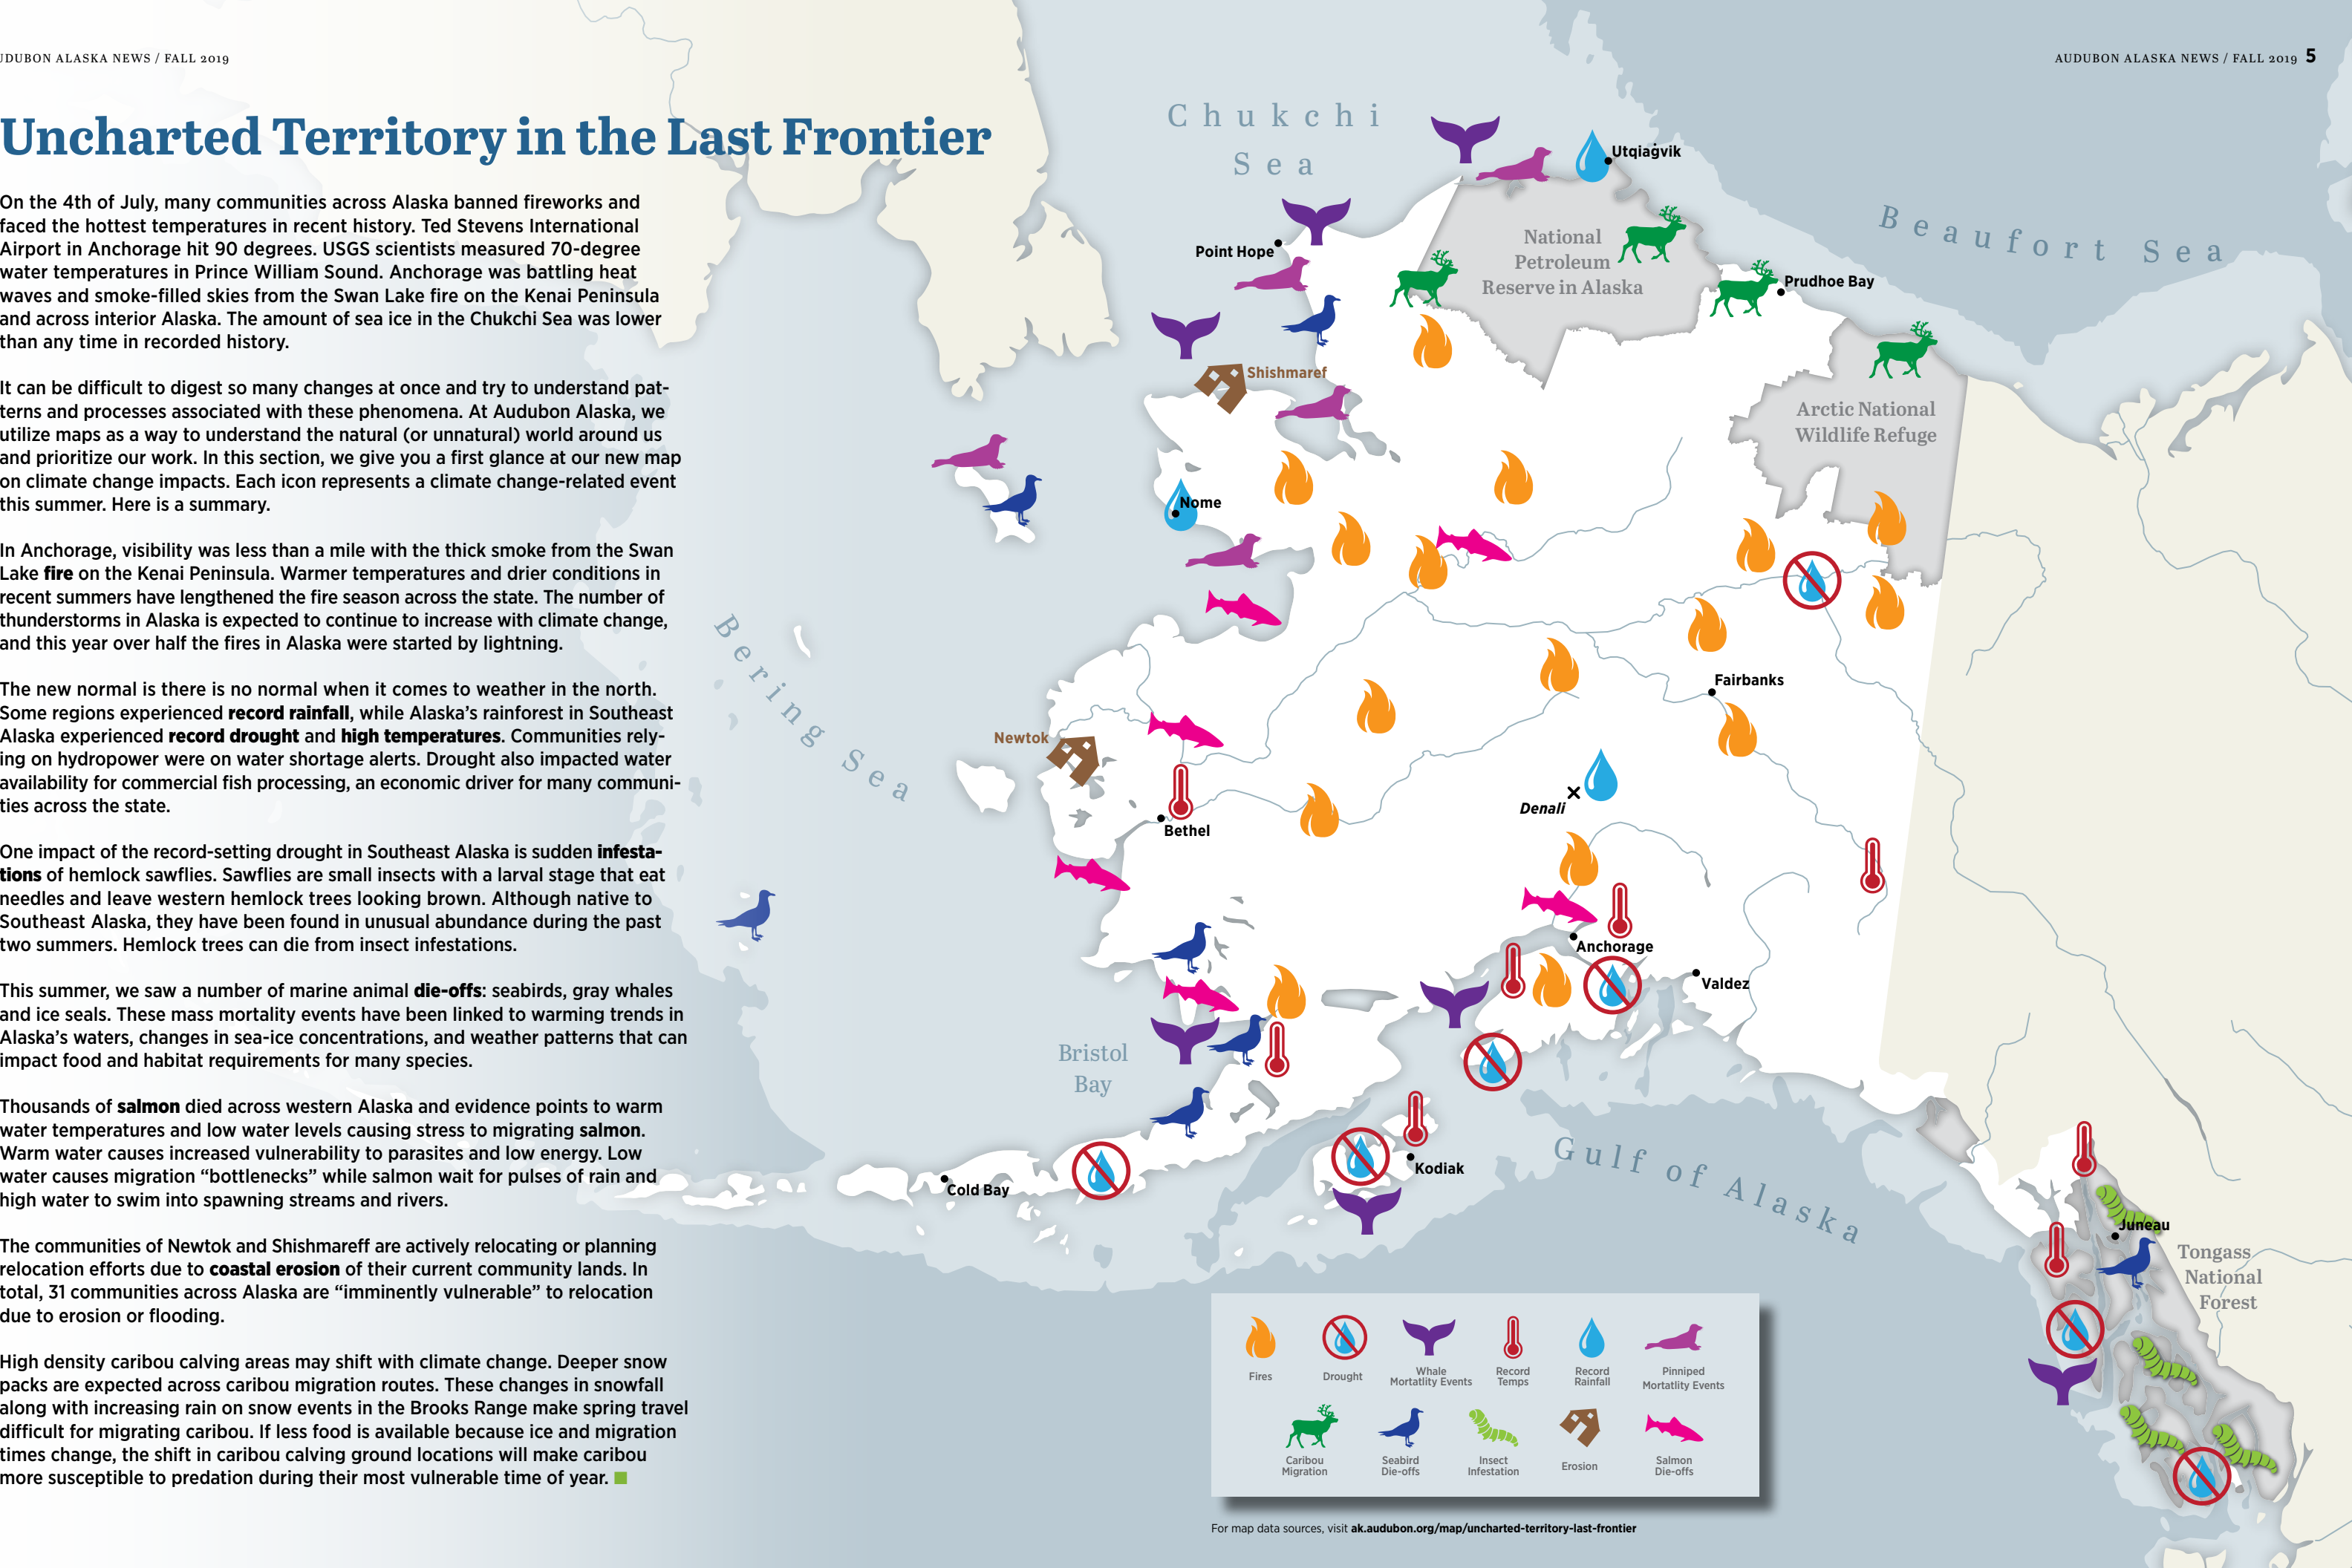 UDUBON ALASKA NEWS / FALL 2019
AUDUBON ALASKA NEWS / FALL 2019 5
Uncharted Territory in the Last Frontier
On the 4th of July, many communities across Alaska banned fireworks and
faced the hottest temperatures in recent history. Ted Stevens International
Airport in Anchorage hit 90 degrees. USGS scientists measured 70-degree
water temperatures in Prince William Sound. Anchorage was battling heat
waves and smoke-filled skies from the Swan Lake fire on the Kenai Peninsula
and across interior Alaska. The amount of sea ice in the Chukchi Sea was lower
than any time in recorded history.
It can be difficult to digest so many changes at once and try to understand pat-
terns and processes associated with these phenomena. At Audubon Alaska, we
utilize maps as a way to understand the natural (or unnatural) world around us
and prioritize our work. In this section, we give you a first glance at our new map
on climate change impacts. Each icon represents a climate change-related event
this summer. Here is a summary.
In Anchorage, visibility was less than a mile with the thick smoke from the Swan
Lake fire on the Kenai Peninsula. Warmer temperatures and drier conditions in
recent summers have lengthened the fire season across the state. The number of
thunderstorms in Alaska is expected to continue to increase with climate change,
and this year over half the fires in Alaska were started by lightning.
The new normal is there is no normal when it comes to weather in the north.
Some regions experienced record rainfall, while Alaska's rainforest in Southeast
Alaska experienced record drought and high temperatures. Communities rely-
ing on hydropower were on water shortage alerts. Drought also impacted water
availability for commercial fish processing, an economic driver for many communi-
ties across the state.
One impact of the record-setting drought in Southeast Alaska is sudden infesta-
tions of hemlock sawflies. Sawflies are small insects with a larval stage that eat
needles and leave western hemlock trees looking brown. Although native to
Southeast Alaska, they have been found in unusual abundance during the past
two summers. Hemlock trees can die from insect infestations.
This summer, we saw a number of marine animal die-offs: seabirds, gray whales
and ice seals. These mass mortality events have been linked to warming trends in
Alaska's waters, changes in sea-ice concentrations, and weather patterns that can
impact food and habitat requirements for many species.
Thousands of salmon died across western Alaska and evidence points to warm
water temperatures and low water levels causing stress to migrating salmon.
Warm water causes increased vulnerability to parasites and low energy. Low
water causes migration “bottlenecks” while salmon wait for pulses of rain and
high water to swim into spawning streams and rivers.
The communities of Newtok and Shishmareff are actively relocating or planning
relocation efforts due to coastal erosion of their current community lands. In
total, 31 communities across Alaska are “imminently vulnerable” to relocation
due to erosion or flooding.
High density caribou calving areas may shift with climate change. Deeper snow
packs are expected across caribou migration routes. These changes in snowfall
along with increasing rain on snow events in the Brooks Range make spring travel
difficult for migrating caribou. If less food is available because ice and migration
times change, the shift in caribou calving ground locations will make caribou
more susceptible to predation during their most vulnerable time of year.
Chukchi
Sea
Utqiaġvik
Beaufort Sea
National
Petroleum
Reserve in Alaska
Point Hope
Prudhoe Bay
Shishmaref
Arctic National
Wildlife Refuge
Nome
Bering Sea
Fairbanks
Newtok
Denali
Bethel
Anchorage
Valdez
Bristol
Bay
Kodiak
Cold Bay
Gulf of Alaska
Juneau
Tongass
National
Forest
Fires
Drought
Whale
Mortatlity Events
Record
Temps
Record
Rainfall
Pinniped
Mortatlity Events
Caribou
Migration
Seabird
Die-offs
Insect
Infestation
Erosion
Salmon
Die-offs
For map data sources, visit ak.audubon.org/map/uncharted-territory-last-frontier